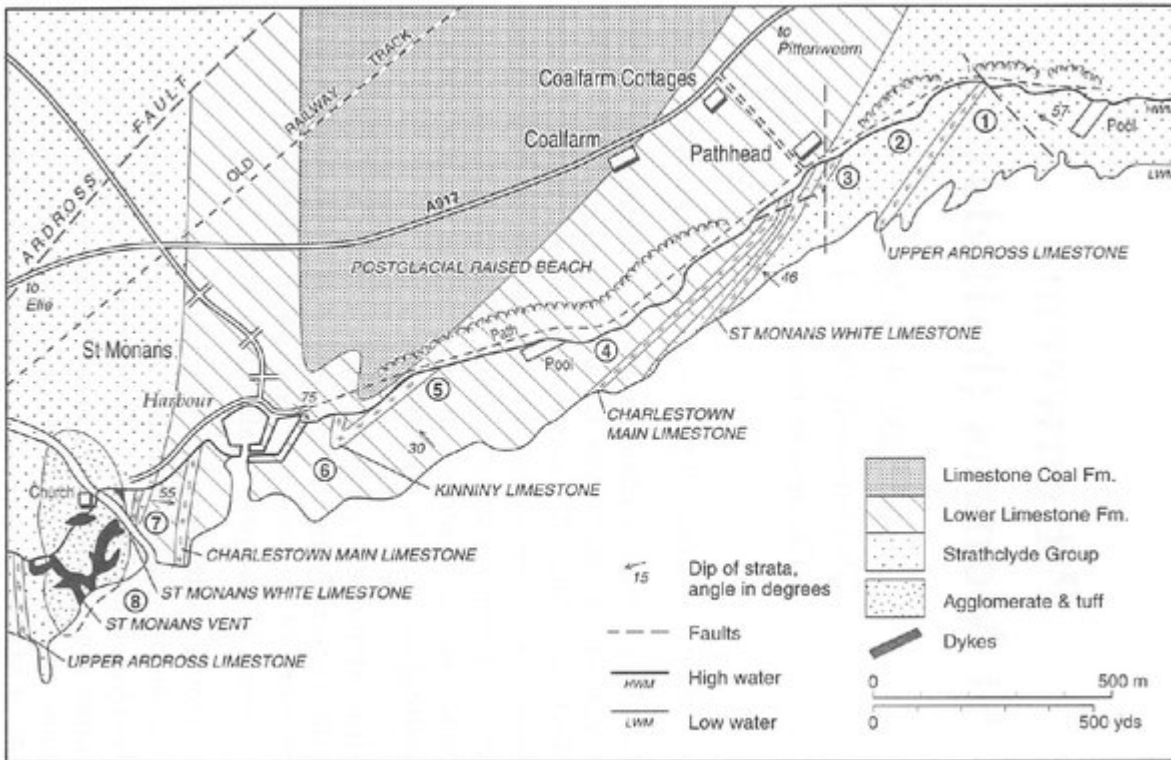 to
Pittenweem
Coalfarm Cottages
TRACK
FAULT
RAILWAY
Coalfarm
Pathhead
1
57
Pool
HWM
2
3
LWM
ARDROSS
OLD
A917
UPPER ARDROSS LIMESTONE
POSTGLACIAL RAISED BEACH
46
to
Elie
ST MONANS WHITE LIMESTONE
St Monans
Path
Pool
4
5
Harbour
75
CHARLESTOWN
MAIN LIMESTONE
30
6
KINNINY LIMESTONE
Church
55
7
CHARLESTOWN MAIN LIMESTONE
8
ST MONANS WHITE LIMESTONE
ST MONANS VENT
UPPER ARDROSS LIMESTONE
15
Dip of strata,
angle in degrees
Faults
HWM
High water
LWM
Low water
Limestone Coal Fm.
Lower Limestone Fm.
Strathclyde Group
Agglomerate & tuff
Dykes
0
500 m
0
500 yds